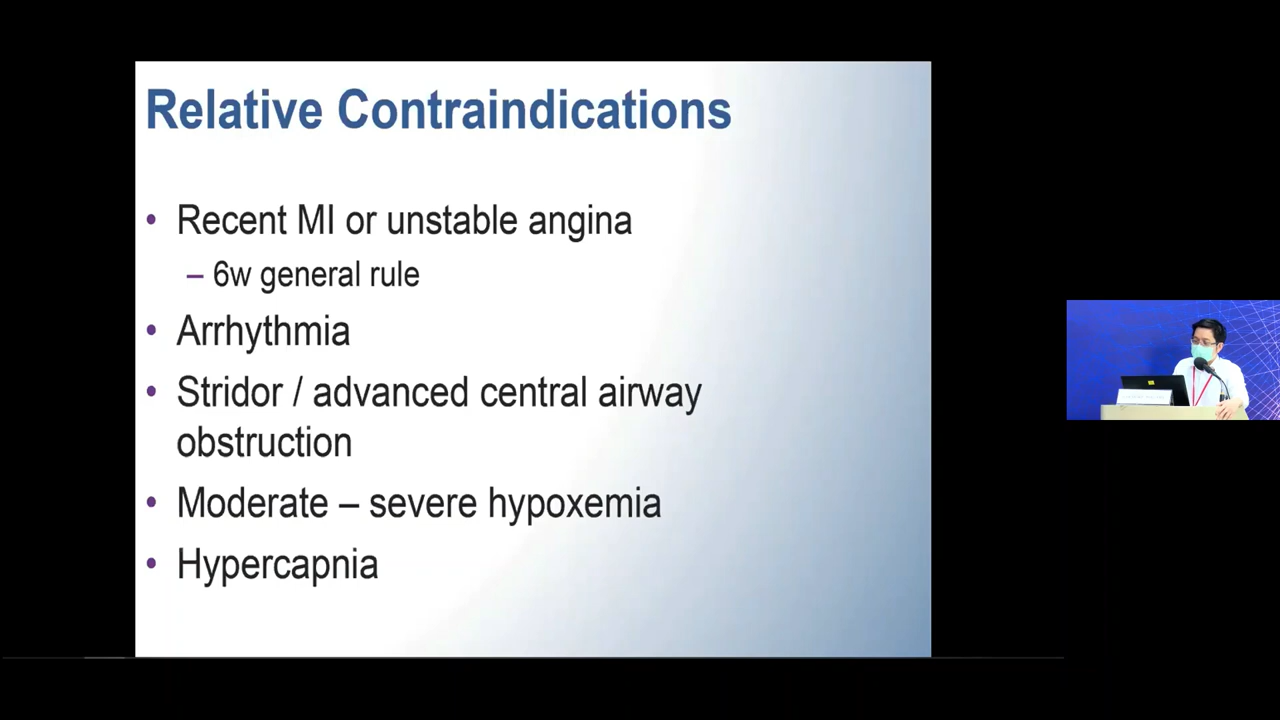 Relative Contraindications
• Recent MI or unstable angina
– 6w general rule
• Arrhythmia
• Stridor / advanced central airway
obstruction
• Moderate – severe hypoxemia
• Hypercapnia